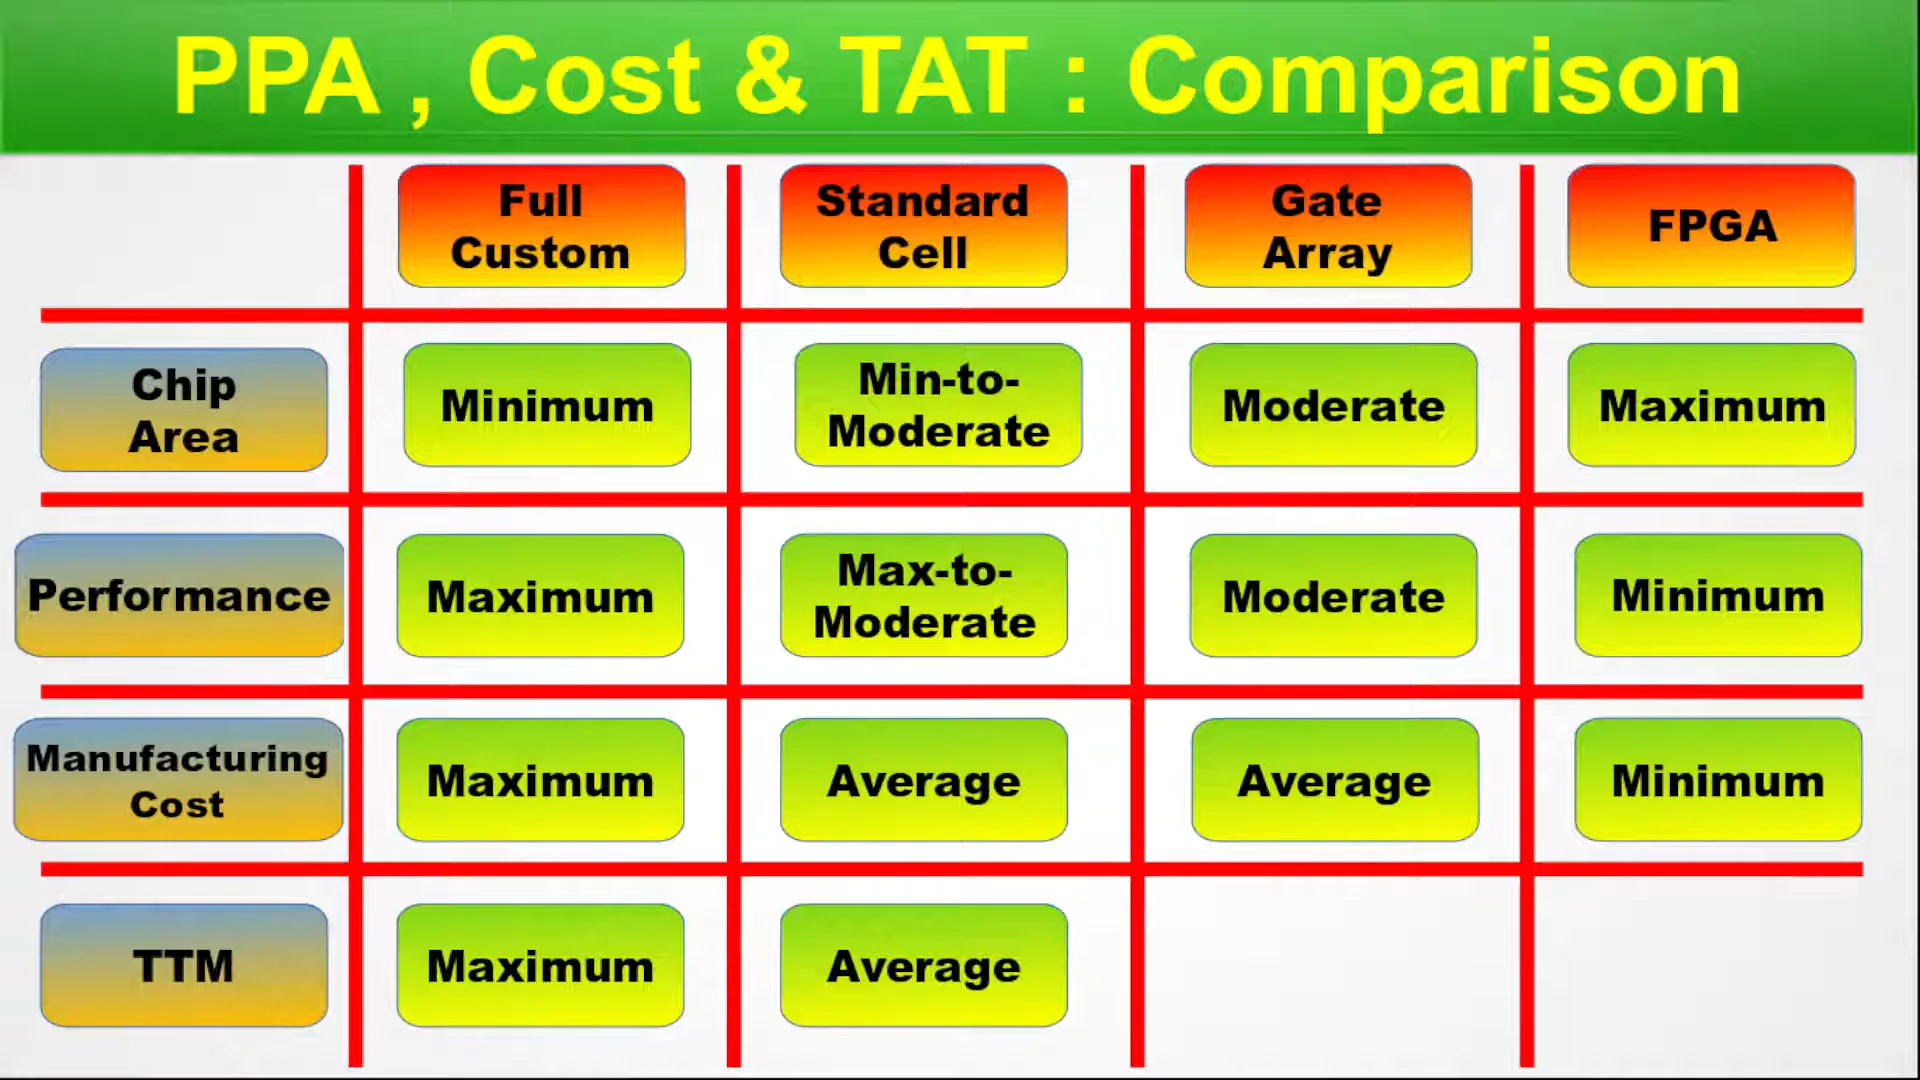 PPA , Cost & TAT : Comparison
Full
Custom
Standard
Cell
Gate
Array
FPGA
Chip
Area
Minimum
Min-to-
Moderate
Moderate
Maximum
Performance
Maximum
Max-to-
Moderate
Moderate
Minimum
Manufacturing
Cost
Maximum
Average
Average
Minimum
TTM
Maximum
Average